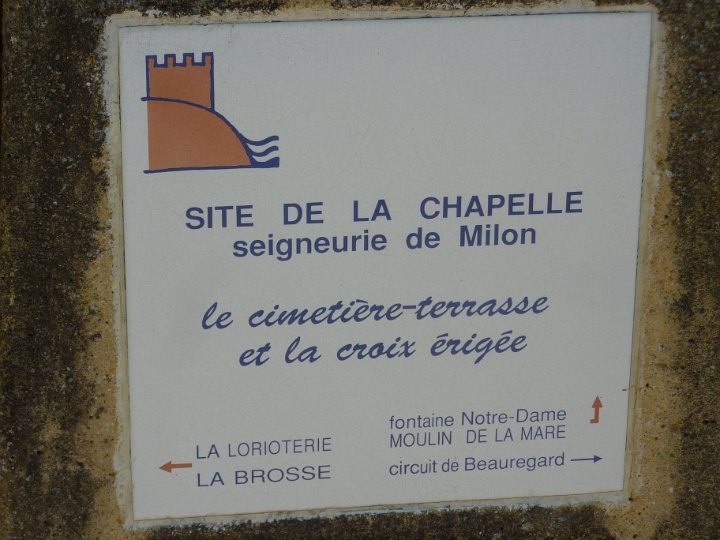 SITE DE LA CHAPELLE
seigneurie de Milon
le cimetière-terrasse
et la croix érigée
LA LORIOTERIE
LA BROSSE
fontaine Notre-Dame
MOULIN DE LA MARE
circuit de Beauregard